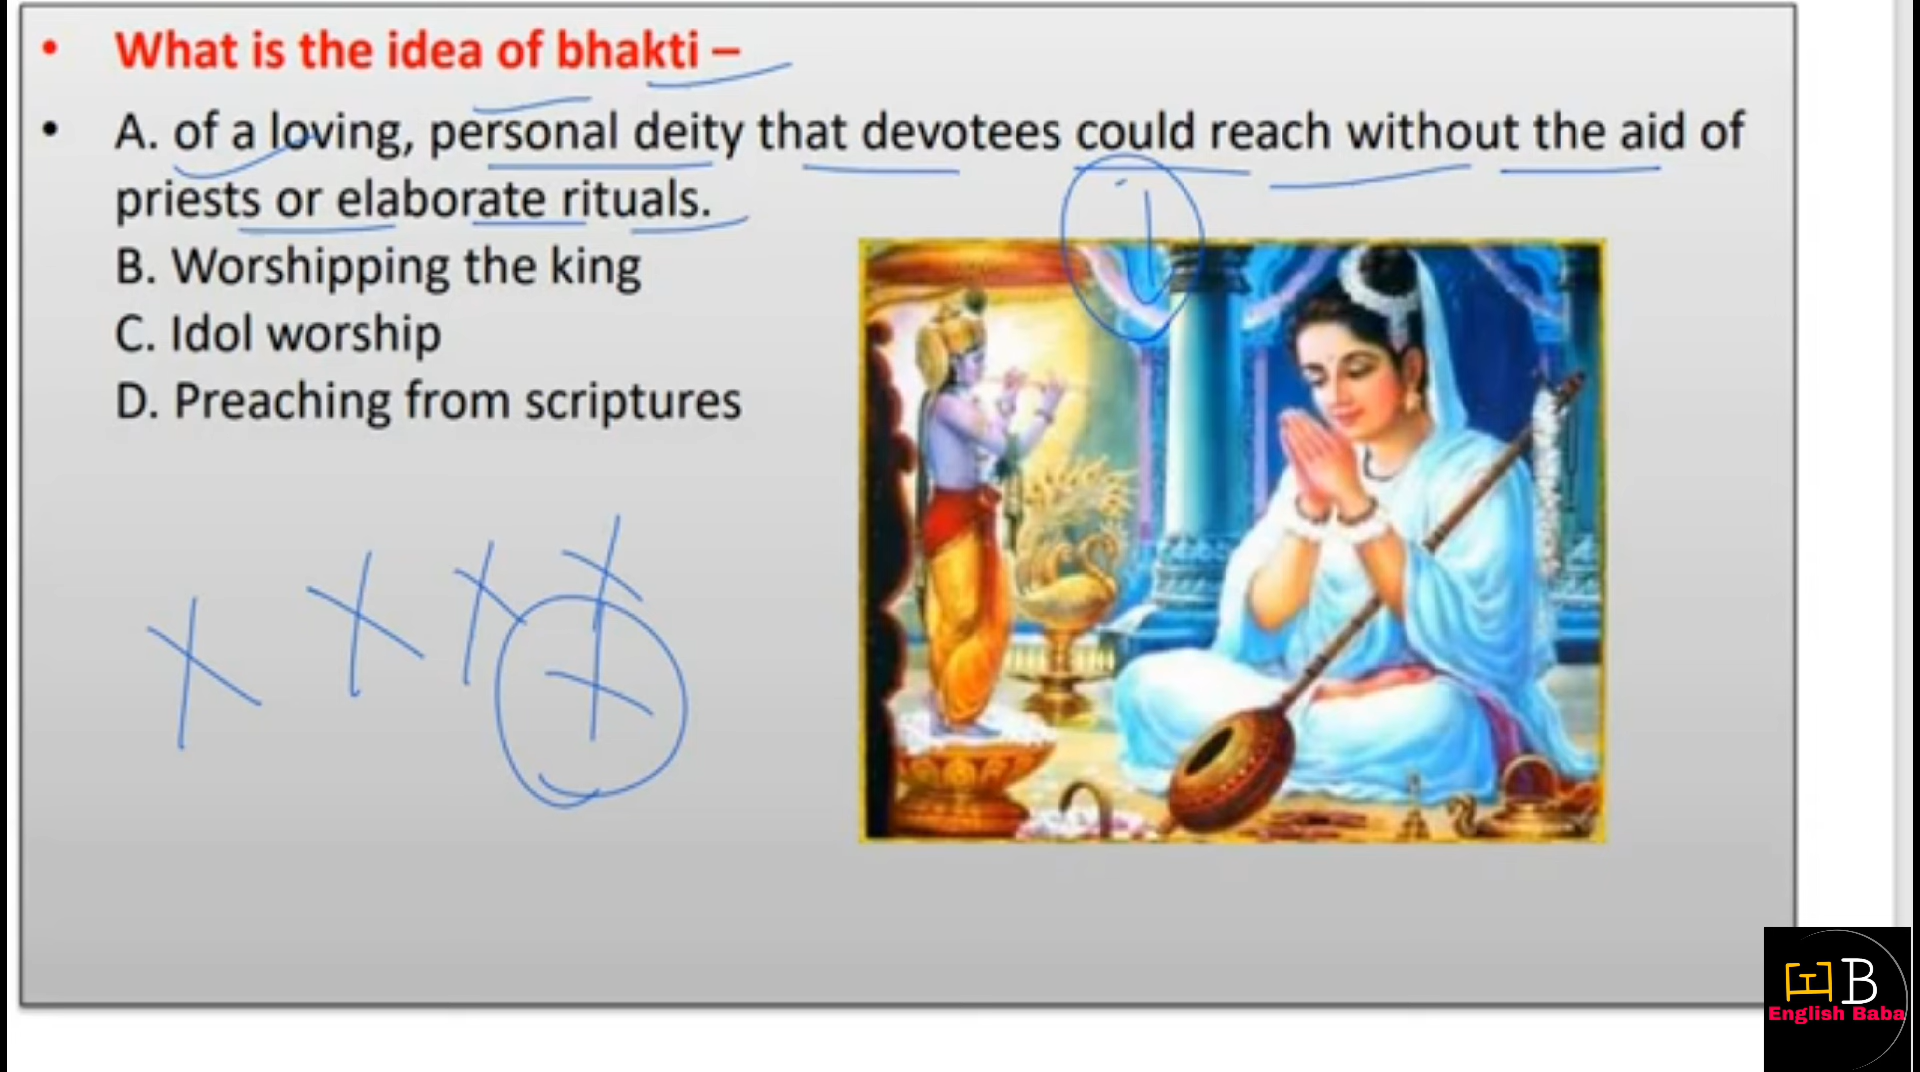 • What is the idea of bhakti –
• A. of a loving, personal deity that devotees could reach without the aid of
priests or elaborate rituals.
B. Worshipping the king
C. Idol worship
D. Preaching from scriptures
EB
English Baba